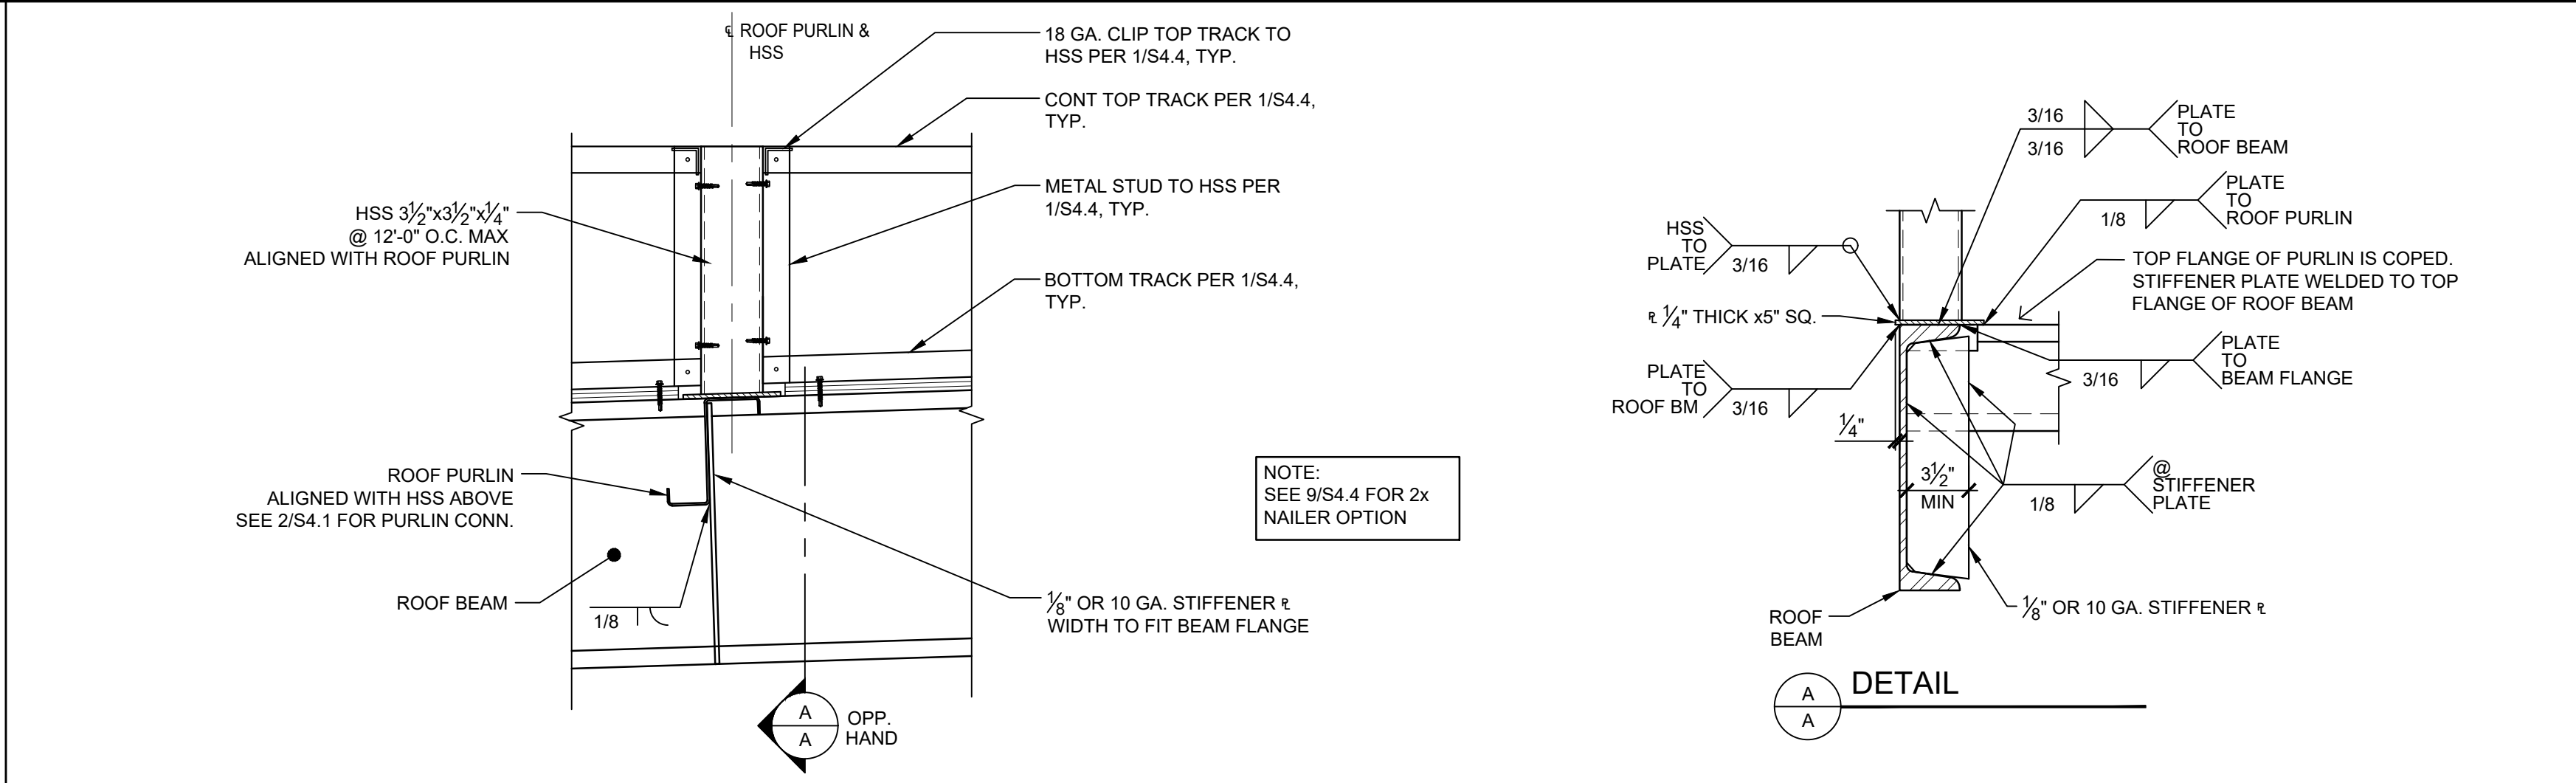 ℄ ROOF PURLIN &
HSS
18 GA. CLIP TOP TRACK TO
HSS PER 1/S4.4, TYP.
CONT TOP TRACK PER 1/S4.4,
TYP.
METAL STUD TO HSS PER
1/S4.4, TYP.
BOTTOM TRACK PER 1/S4.4,
TYP.
HSS 3½"x3½"x¼"
@ 12'-0" O.C. MAX
ALIGNED WITH ROOF PURLIN
ROOF PURLIN
ALIGNED WITH HSS ABOVE
SEE 2/S4.1 FOR PURLIN CONN.
ROOF BEAM
1/8
⅛" OR 10 GA. STIFFENER ⅊
WIDTH TO FIT BEAM FLANGE
A
A
OPP.
HAND
NOTE:
SEE 9/S4.4 FOR 2x
NAILER OPTION
3/16
3/16
PLATE
TO
ROOF BEAM
1/8
PLATE
TO
ROOF PURLIN
HSS
TO
PLATE
3/16
TOP FLANGE OF PURLIN IS COPED.
STIFFENER PLATE WELDED TO TOP
FLANGE OF ROOF BEAM
⅊ ¼" THICK x5" SQ.
PLATE
TO
ROOF BM
3/16
3/16
PLATE
TO
BEAM FLANGE
¼"
3½"
MIN
1/8
@
STIFFENER
PLATE
ROOF
BEAM
⅛" OR 10 GA. STIFFENER ⅊
A
A
DETAIL